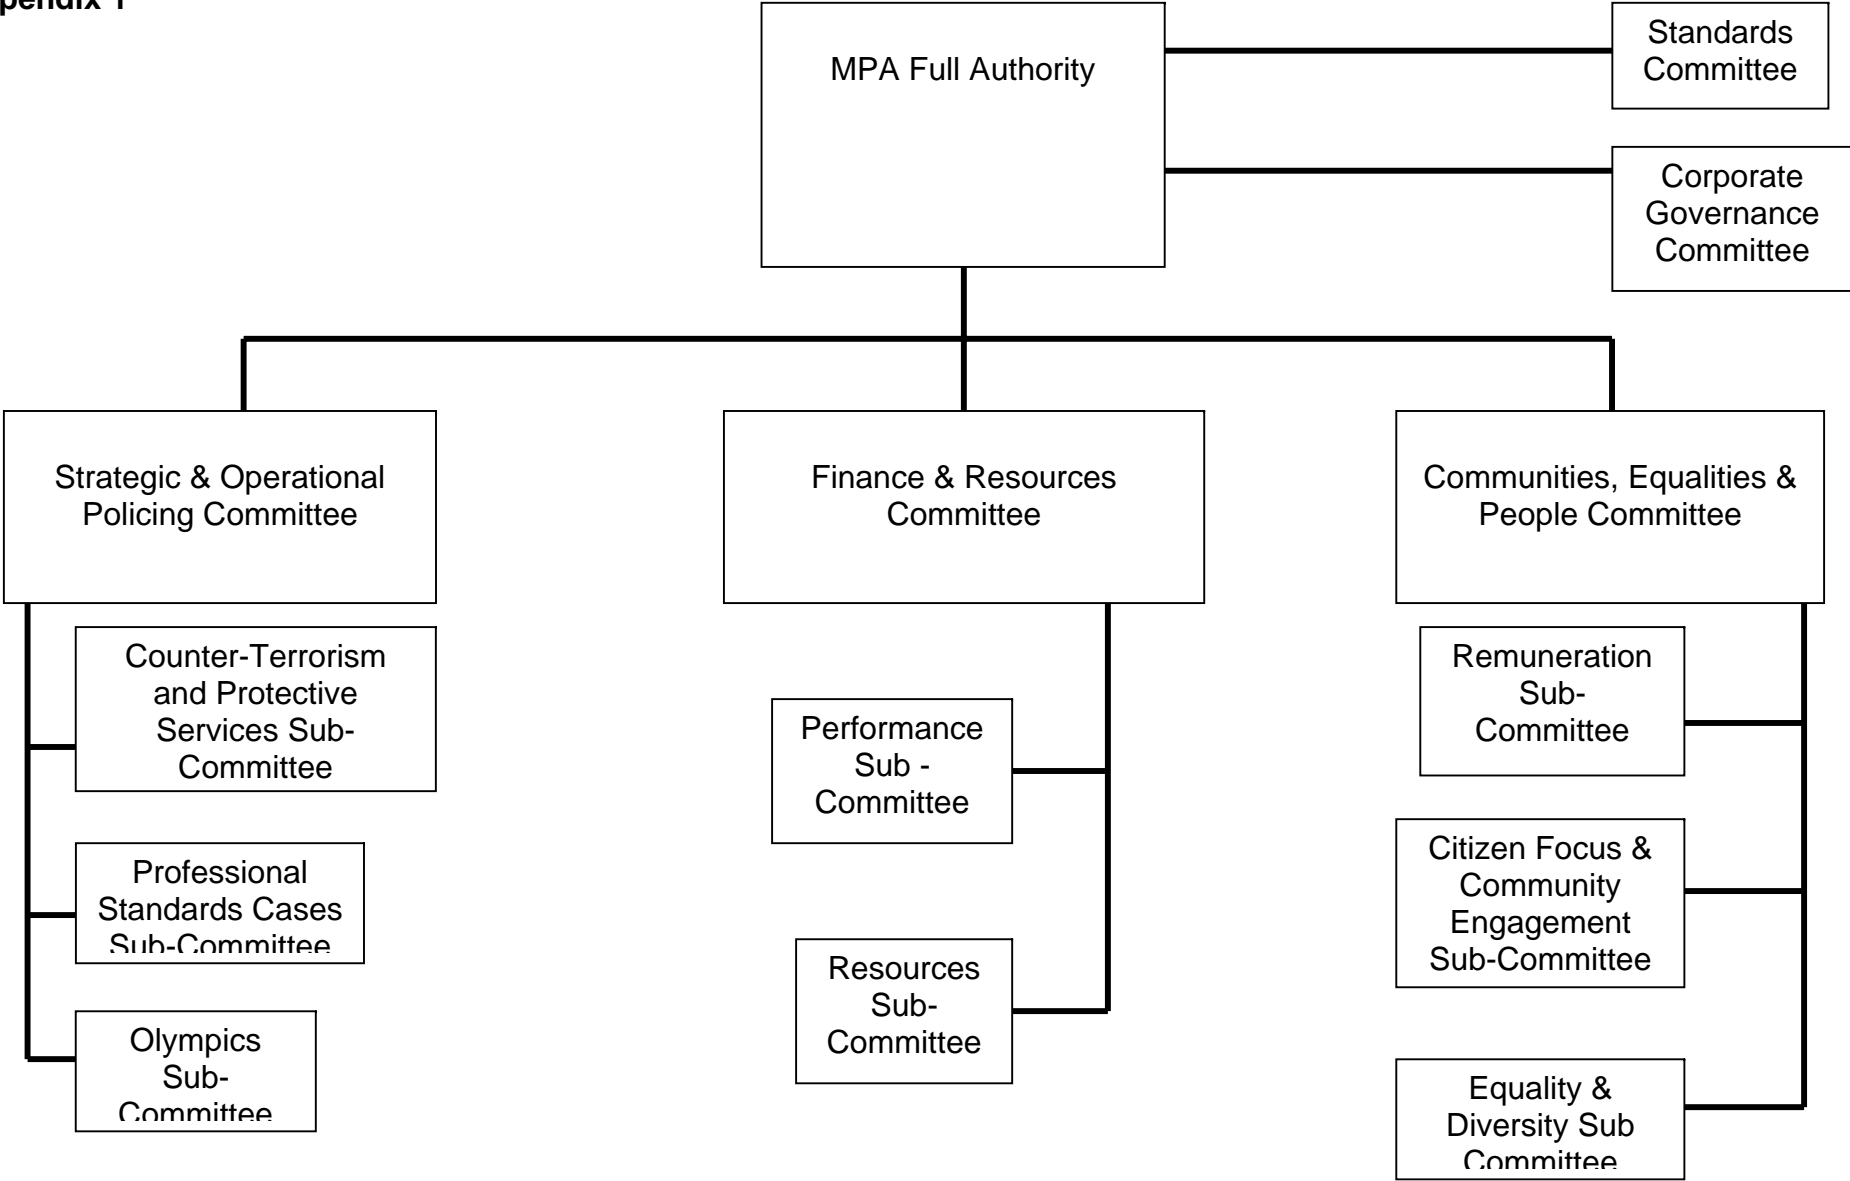 MPA Full Authority
Standards
Committee
Corporate
Governance
Committee
Strategic & Operational
Policing Committee
Finance & Resources
Committee
Communities, Equalities &
People Committee
Counter-Terrorism
and Protective
Services Sub-
Committee
Professional
Standards Cases
Sub-Committee
Olympics
Sub-
Committee
Performance
Sub -
Committee
Resources
Sub-
Committee
Remuneration
Sub-
Committee
Citizen Focus &
Community
Engagement
Sub-Committee
Equality &
Diversity Sub
Committee